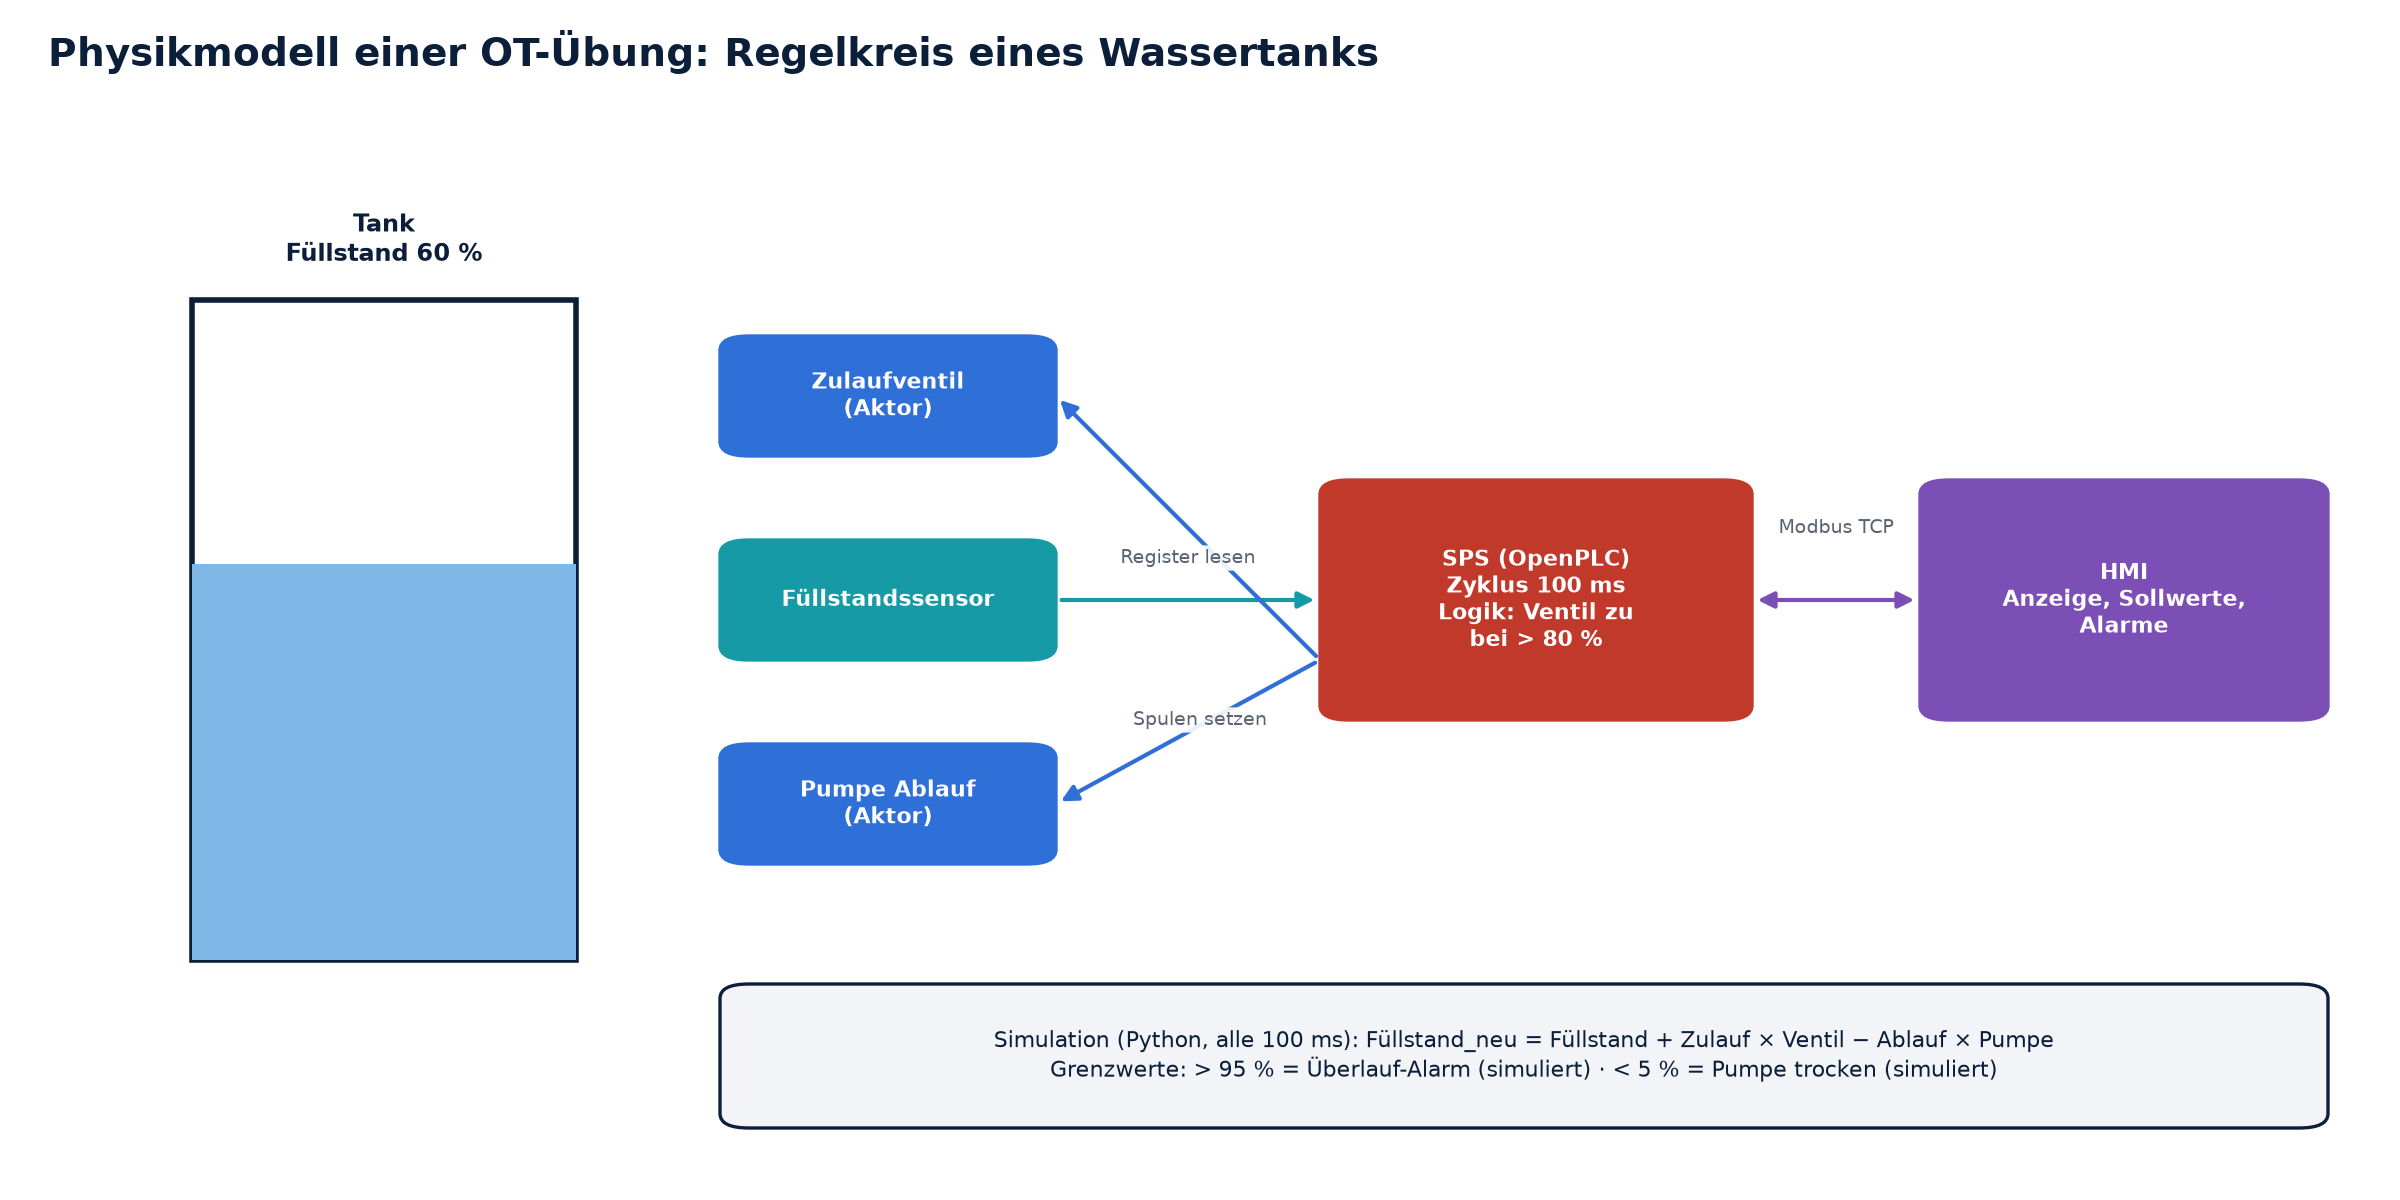 Physikmodell einer OT-Übung: Regelkreis eines Wassertanks
Tank
Füllstand 60 %
Zulaufventil
(Aktor)
Register lesen
Füllstandssensor
Spulen setzen
Pumpe Ablauf
(Aktor)
SPS (OpenPLC)
Zyklus 100 ms
Logik: Ventil zu
bei > 80 %
Modbus TCP
HMI
Anzeige, Sollwerte,
Alarme
Simulation (Python, alle 100 ms): Füllstand_neu = Füllstand + Zulauf × Ventil − Ablauf × Pumpe
Grenzwerte: > 95 % = Überlauf-Alarm (simuliert) · < 5 % = Pumpe trocken (simuliert)